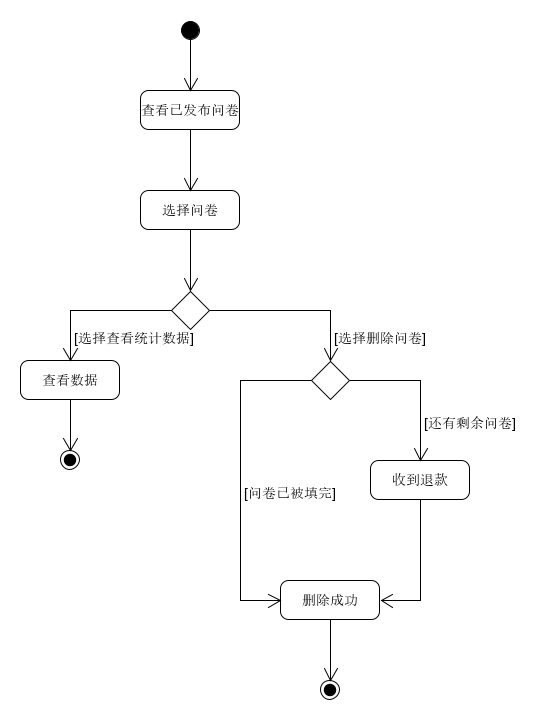 查看已发布问卷
选择问卷
[选择查看统计数据]
[选择删除问卷]
查看数据
[还有剩余问卷]
收到退款
[问卷已被填完]
删除成功